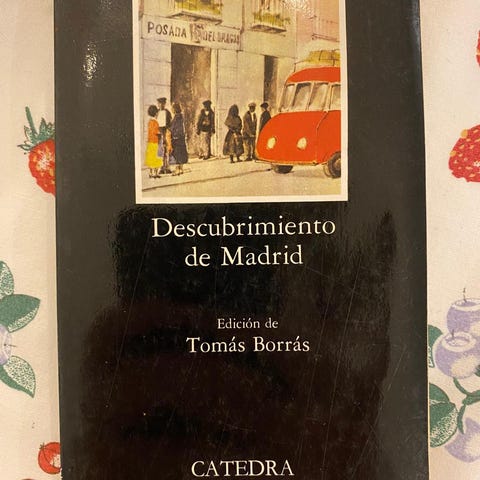 POSADA DEL DRAGON
Descubrimiento
de Madrid
Edición de
Tomás Borrás
CATEDRA